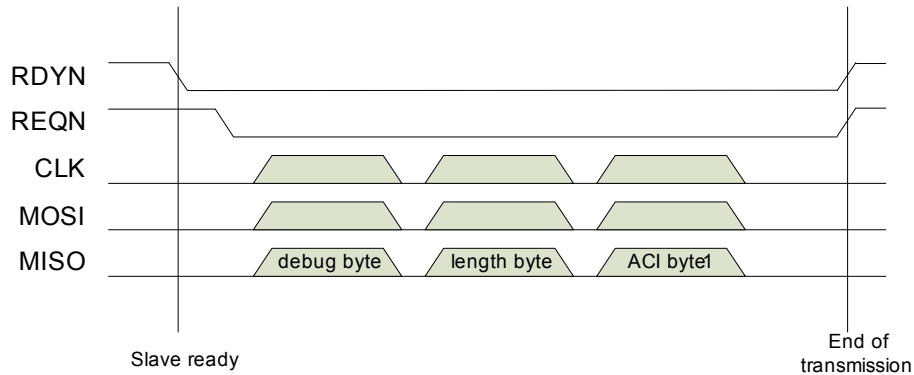 RDYN
REQN
CLK
MOSI
MISO
debug byte
length byte
ACI byte1
Slave ready
End of
transmission